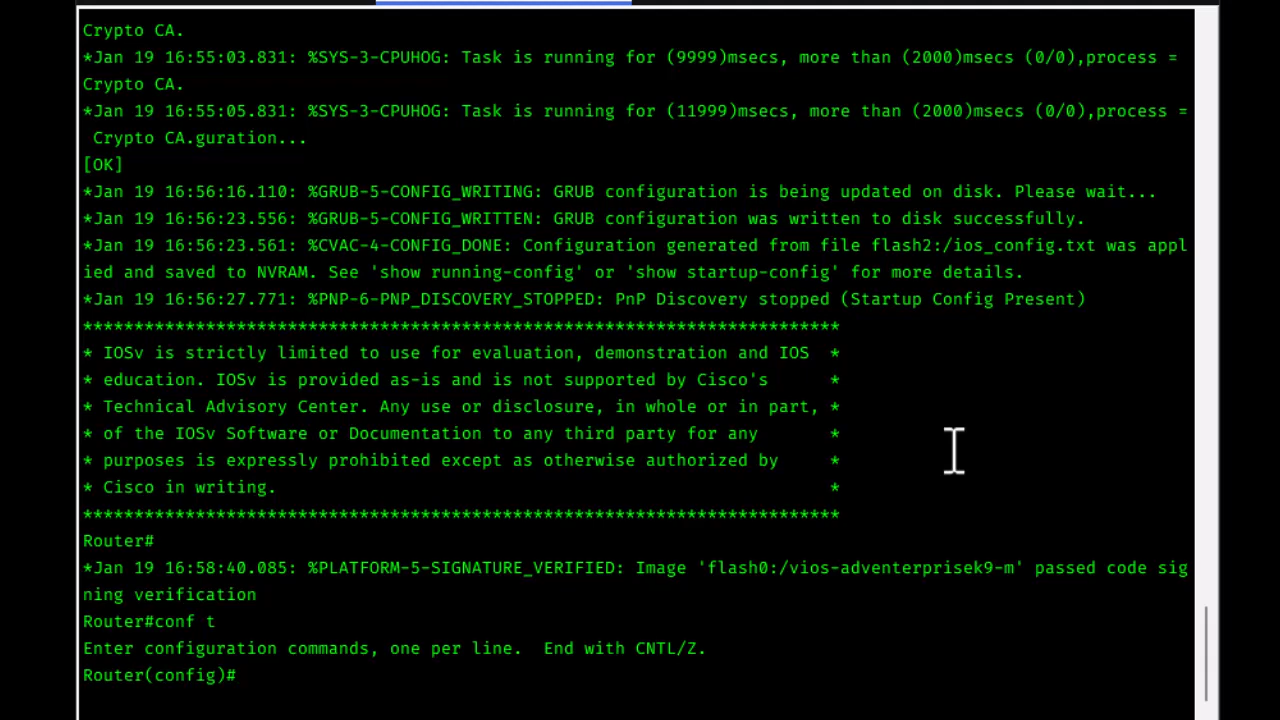 Crypto CA.
*Jan 19 16:55:03.831: %SYS-3-CPUHOG: Task is running for (9999)msecs, more than (2000)msecs (0/0),process =
Crypto CA.
*Jan 19 16:55:05.831: %SYS-3-CPUHOG: Task is running for (11999)msecs, more than (2000)msecs (0/0),process =
 Crypto CA.guration...
[OK]
*Jan 19 16:56:16.110: %GRUB-5-CONFIG_WRITING: GRUB configuration is being updated on disk. Please wait...
*Jan 19 16:56:23.556: %GRUB-5-CONFIG_WRITTEN: GRUB configuration was written to disk successfully.
*Jan 19 16:56:23.561: %CVAC-4-CONFIG_DONE: Configuration generated from file flash2:/ios_config.txt was appl
ied and saved to NVRAM. See 'show running-config' or 'show startup-config' for more details.
*Jan 19 16:56:27.771: %PNP-6-PNP_DISCOVERY_STOPPED: PnP Discovery stopped (Startup Config Present)
**************************************************************************
* IOSv is strictly limited to use for evaluation, demonstration and IOS  *
* education. IOSv is provided as-is and is not supported by Cisco's      *
* Technical Advisory Center. Any use or disclosure, in whole or in part, *
* of the IOSv Software or Documentation to any third party for any       *
* purposes is expressly prohibited except as otherwise authorized by     *
* Cisco in writing.                                                      *
**************************************************************************
Router#
*Jan 19 16:58:40.085: %PLATFORM-5-SIGNATURE_VERIFIED: Image 'flash0:/vios-adventerprisek9-m' passed code sig
ning verification
Router#conf t
Enter configuration commands, one per line.  End with CNTL/Z.
Router(config)#